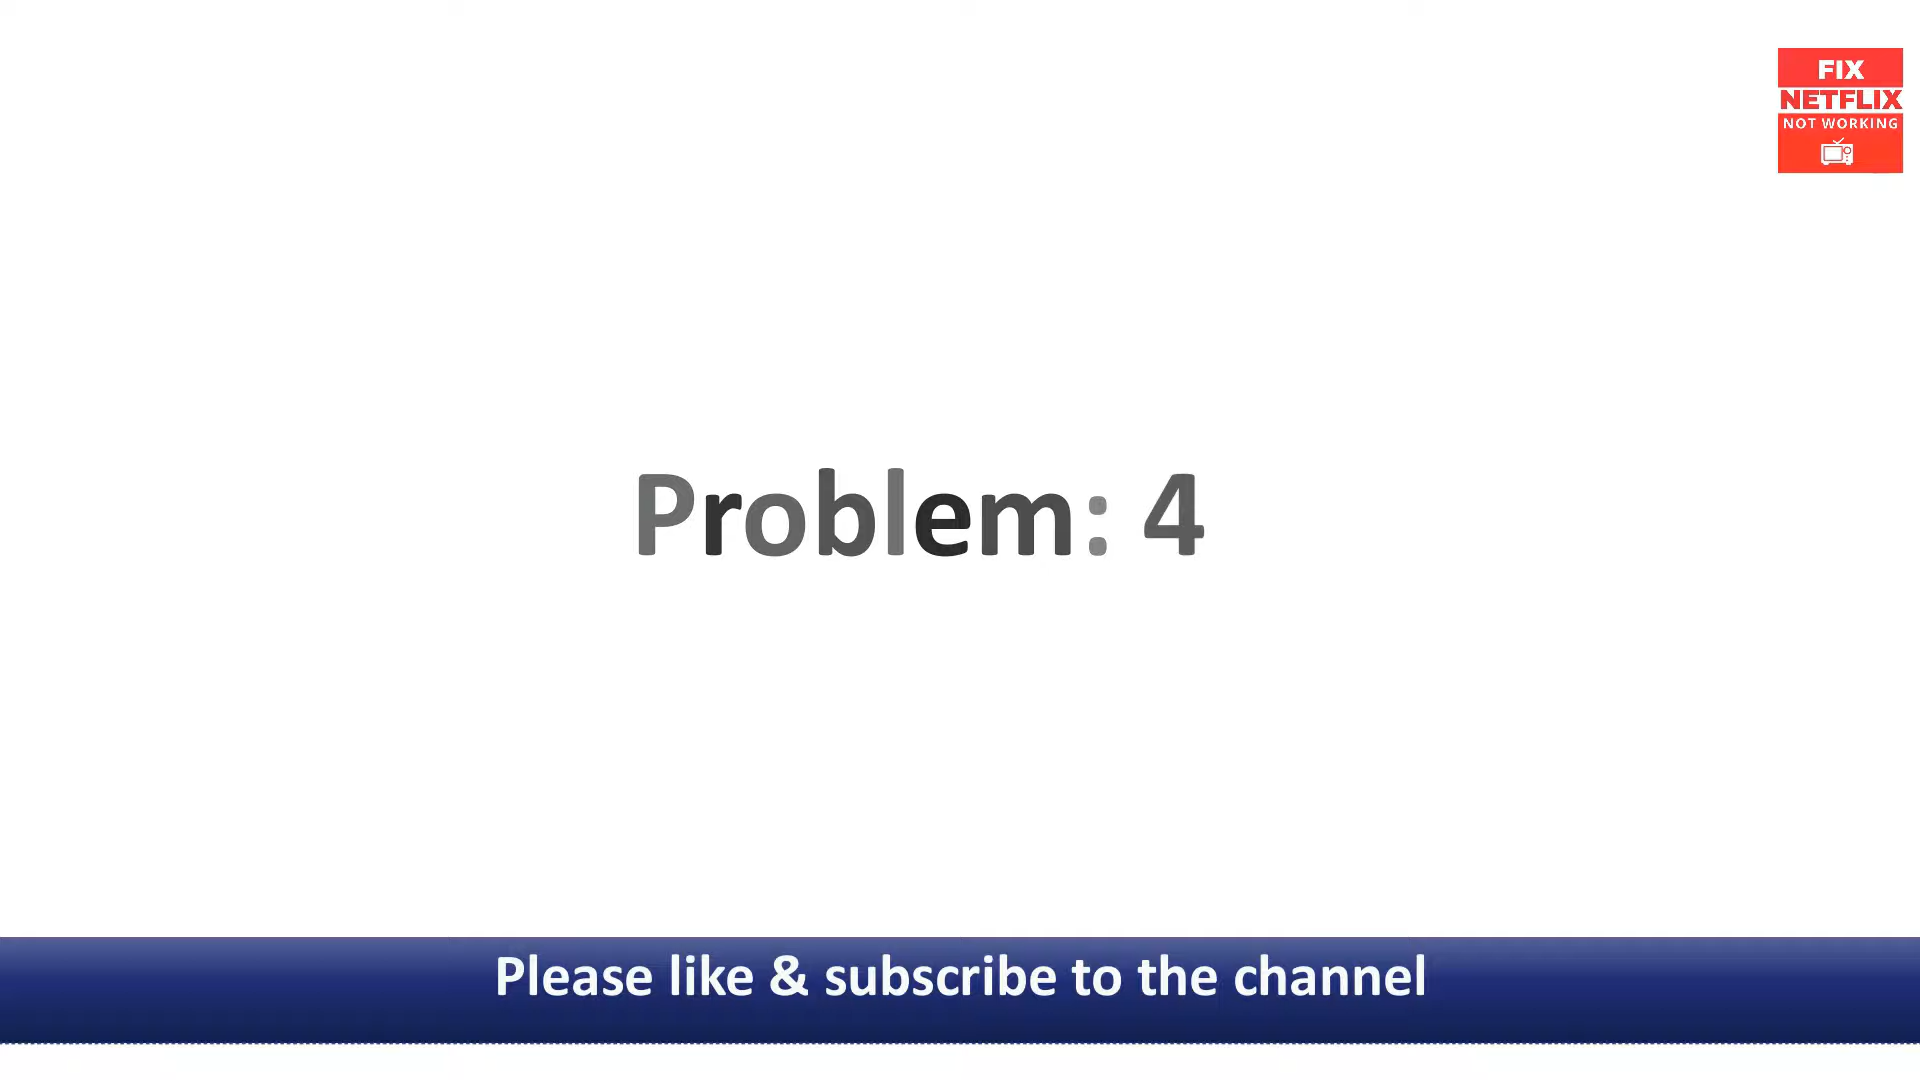 FIX
NETFLIX
NOT WORKING
Problem: 4
Please like & subscribe to the channel